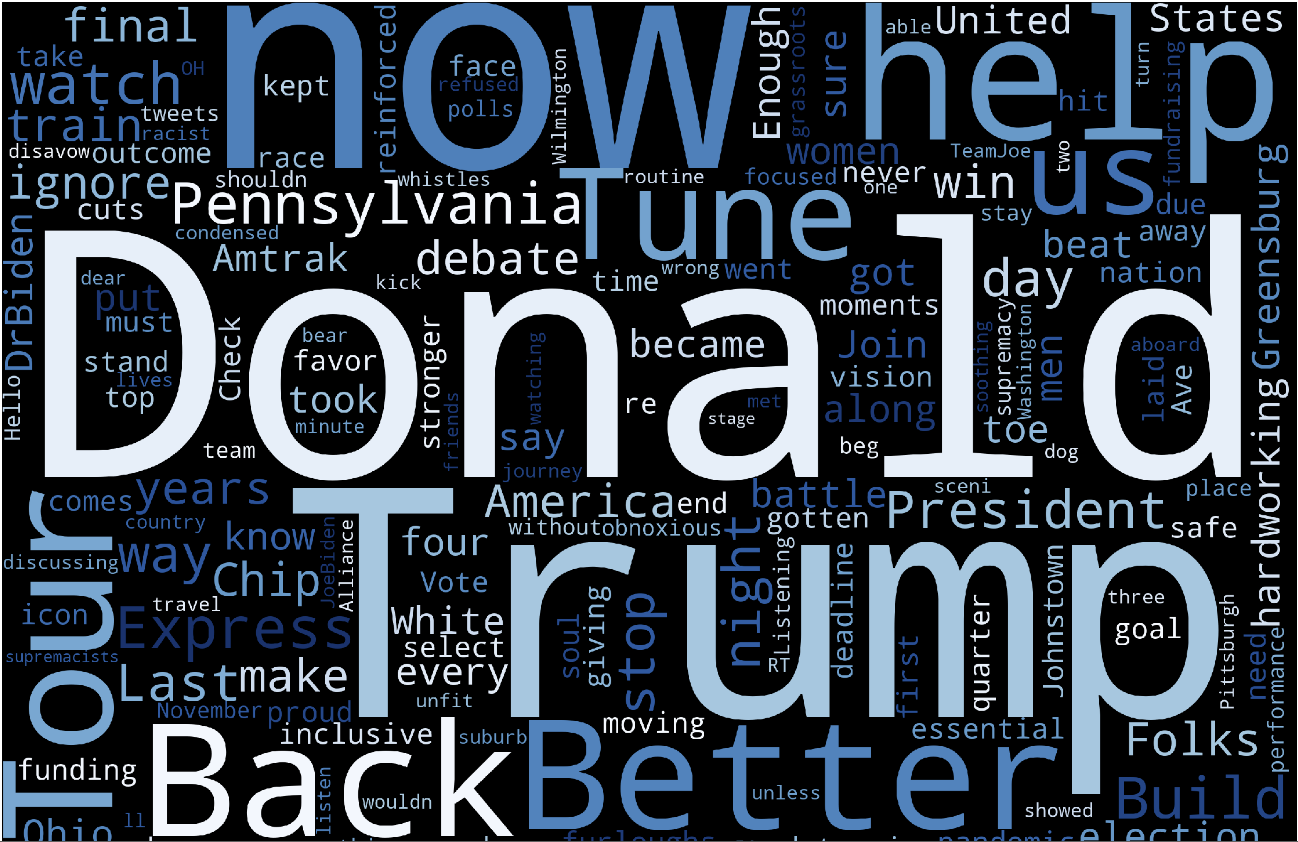 now
help
Donald
Trump
Back
Better
Tune
Tour
us
final
take
watch
OH
train
tweets
racist
disavow
outcome
ignore
cuts
kept
race
shouldn
reinforced
face
refused
polls
whistles
Wilmington
routine
Enough
grassroots
sure
able
United
States
turn
hit
fundraising
TeamJoe
two
women
focused
never
one
win
stay
due
away
beat
nation
Greensburg
Pennsylvania
condensed
Amtrak
debate
time
wrong
went
got
day
moments
DrBiden
dear
put
must
stand
lives
top
Hello
Check
kick
bear
favor
took
minute
stronger
friends
watching
became
re
met
stage
Join
vision
along
soothing
supremacy
Washington
men
toe
dog
beg
aboard
laid
Ave
team
say
journey
America
end
without
obnoxious
battle
gotten
sceni
President
place
safe
hardworking
comes
years
country
discussing
way
know
Chip
JoeBiden
Alliance
four
Vote
White
select
every
unfit
soul
giving
stop
night
RT
Listening
deadline
first
quarter
Johnstown
three
goal
Pittsburgh
need
performance
icon
travel
Express
supremacists
Last
make
November
proud
inclusive
suburb
moving
essential
Folks
funding
listen
wouldn
unless
showed
Build
Ohio
ll
furloughs
pandemic
election